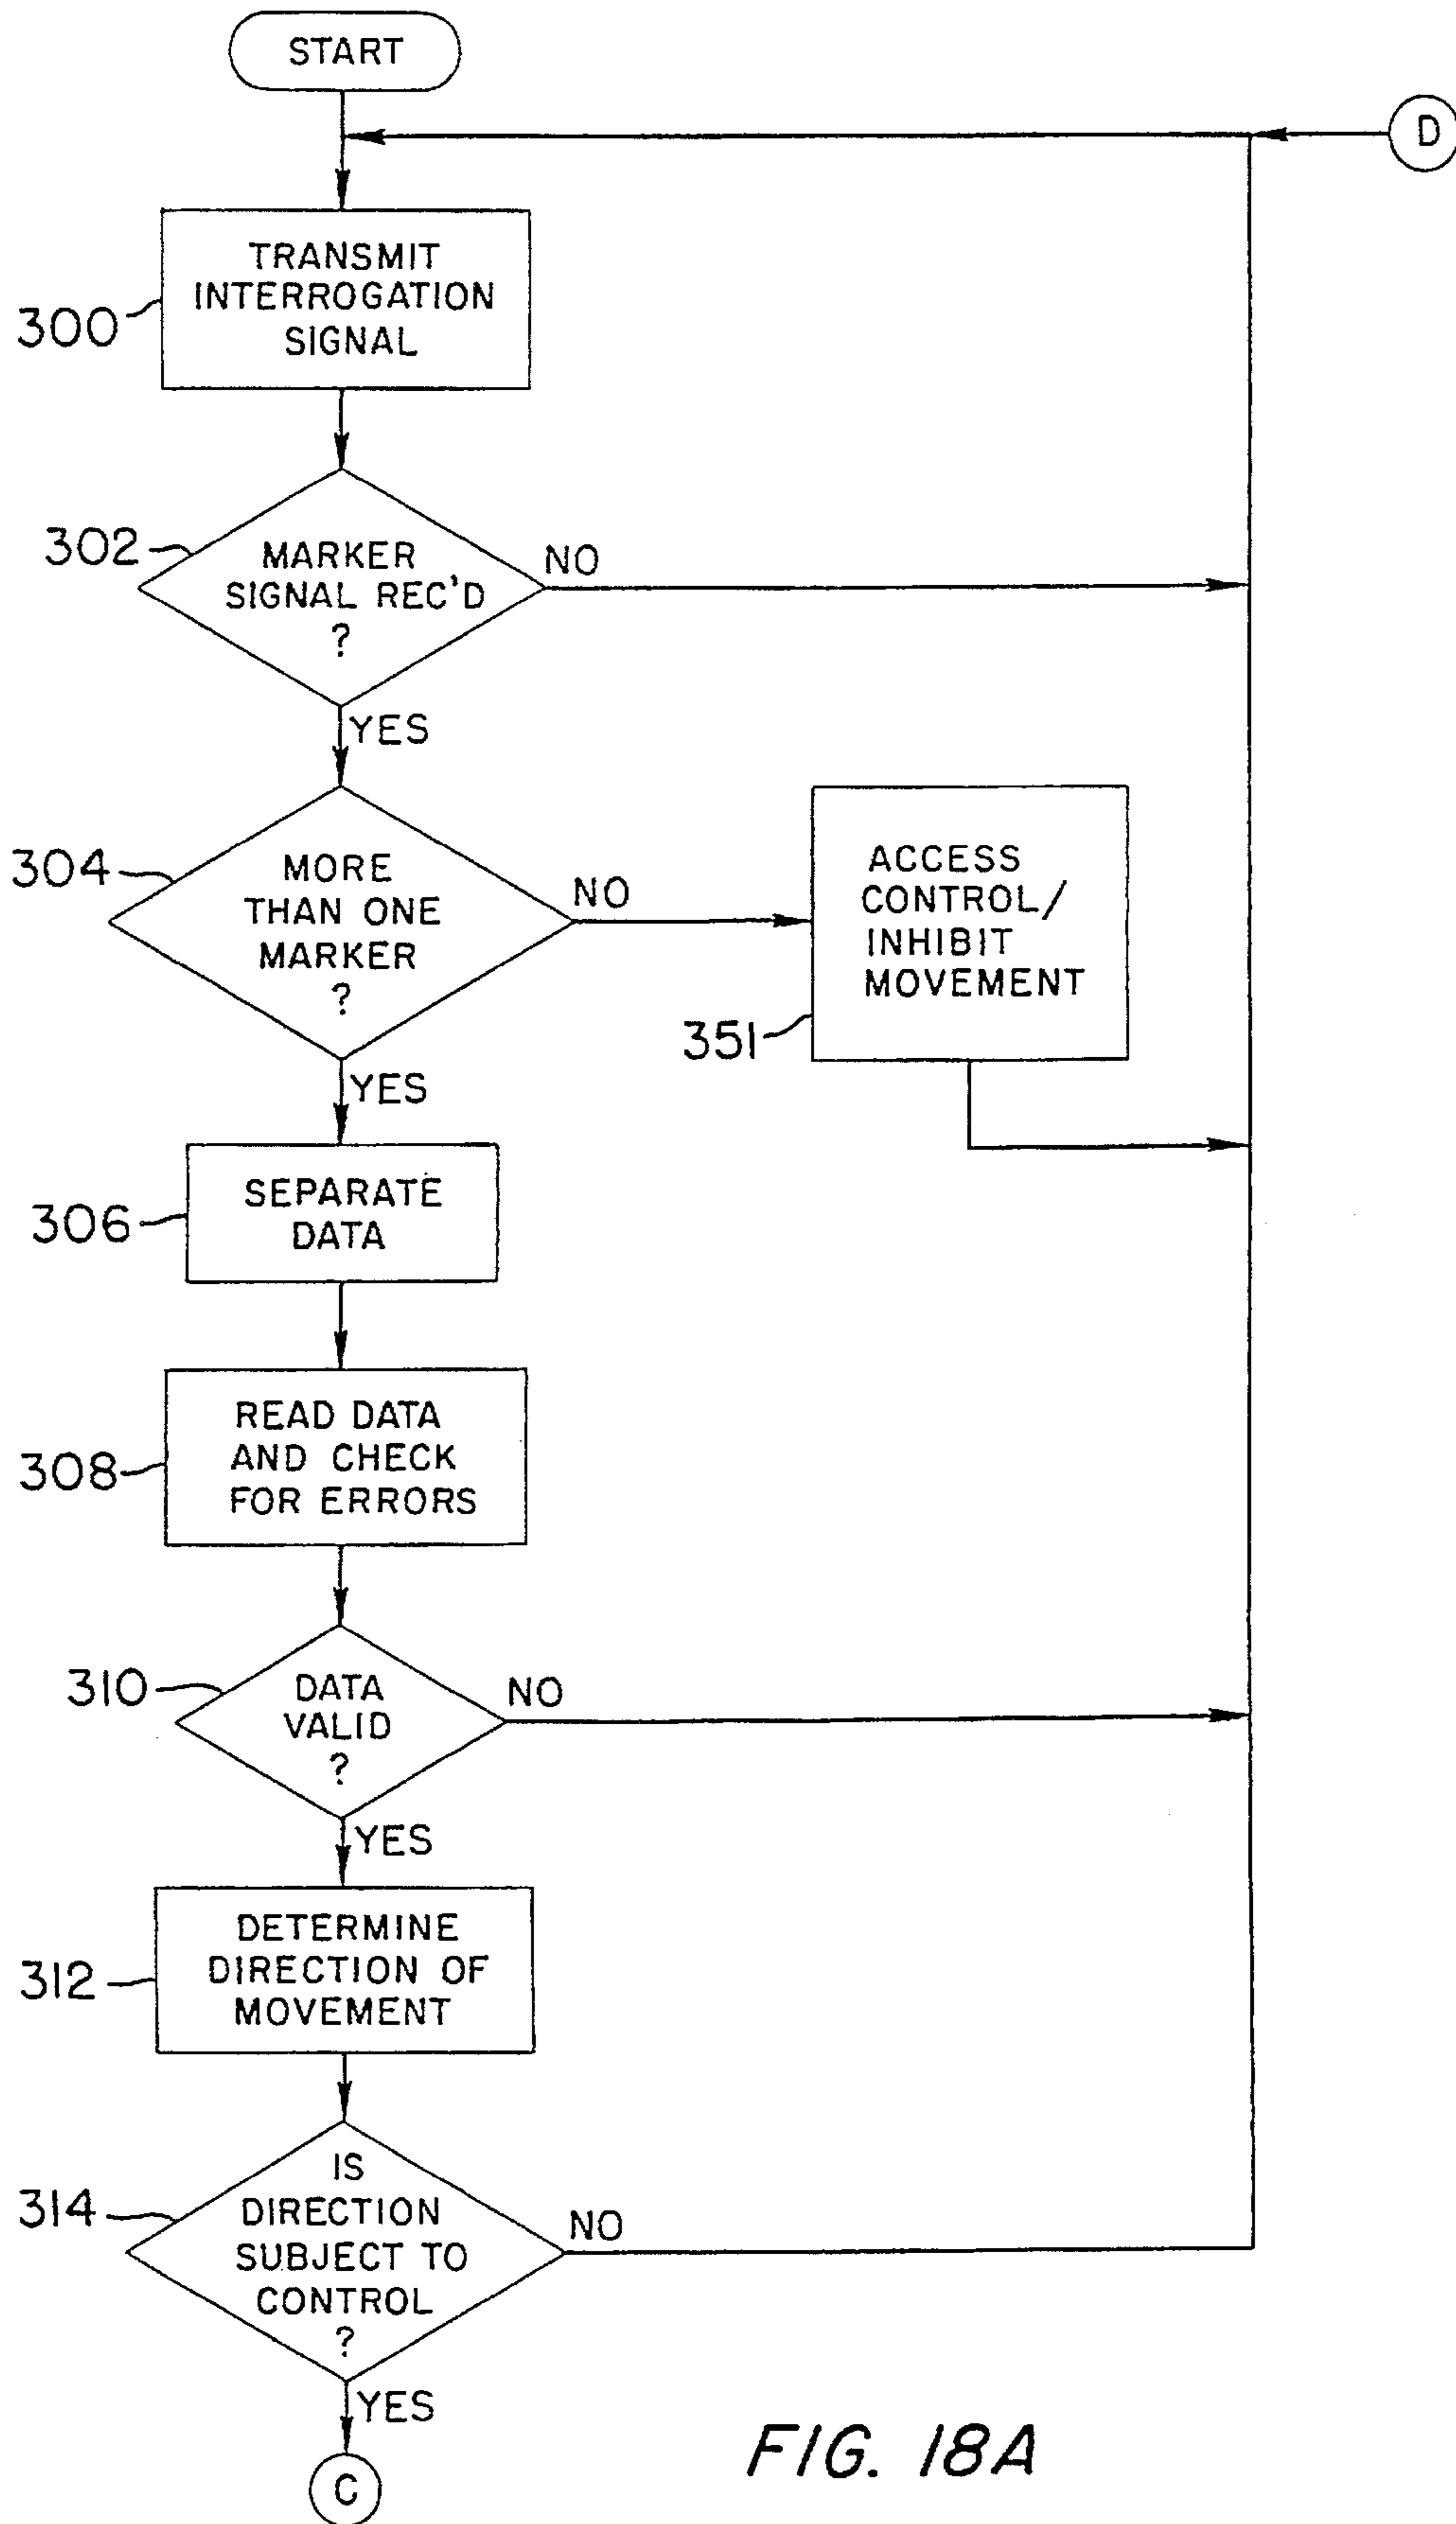 START
D
TRANSMIT
INTERROGATION
SIGNAL
300
302
MARKER
SIGNAL REC'D
?
NO
YES
304
MORE
THAN ONE
MARKER
?
NO
ACCESS
CONTROL/
INHIBIT
MOVEMENT
351
YES
306
SEPARATE
DATA
308
READ DATA
AND CHECK
FOR ERRORS
310
DATA
VALID
?
NO
YES
312
DETERMINE
DIRECTION OF
MOVEMENT
314
IS
DIRECTION
SUBJECT TO
CONTROL
?
NO
YES
C
FIG. 18A